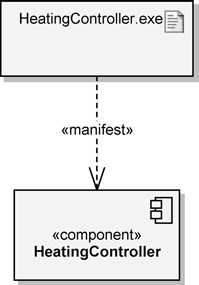 HeatingController.exe
«manifest»
«component»
HeatingController